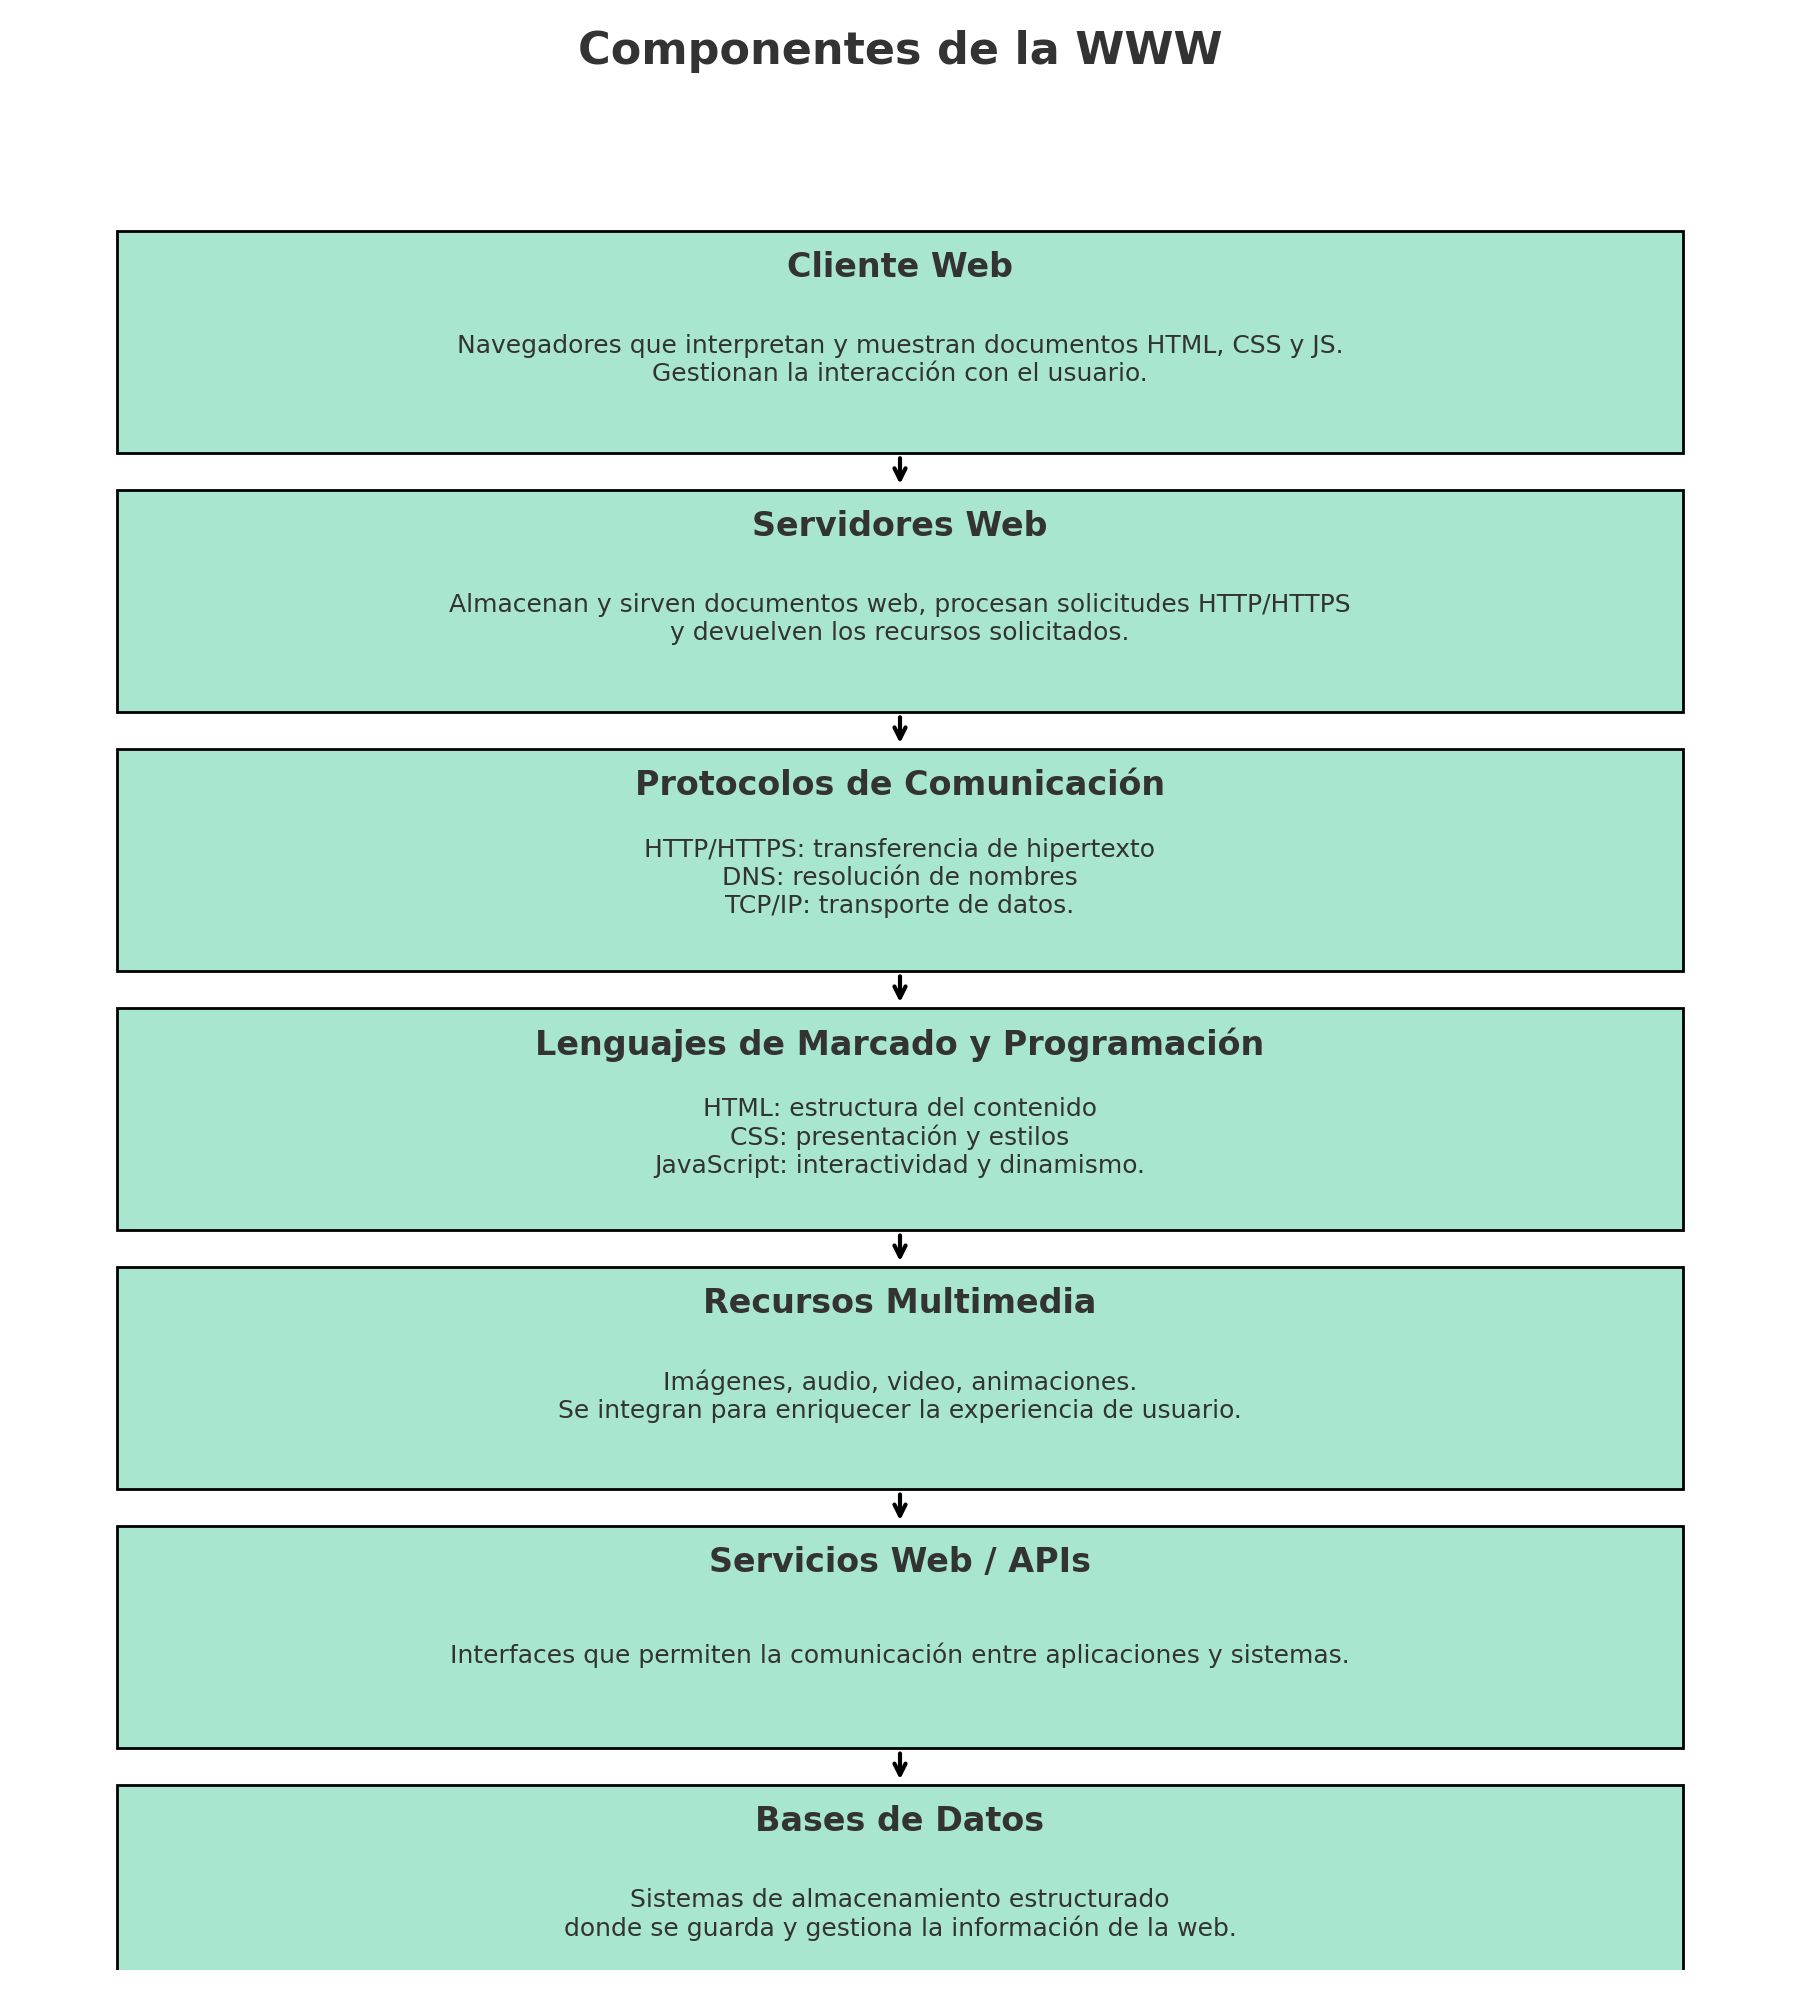 Componentes de la WWW
Cliente Web
Navegadores que interpretan y muestran documentos HTML, CSS y JS.
Gestionan la interacción con el usuario.
Servidores Web
Almacenan y sirven documentos web, procesan solicitudes HTTP/HTTPS
y devuelven los recursos solicitados.
Protocolos de Comunicación
HTTP/HTTPS: transferencia de hipertexto
DNS: resolución de nombres
TCP/IP: transporte de datos.
Lenguajes de Marcado y Programación
HTML: estructura del contenido
CSS: presentación y estilos
JavaScript: interactividad y dinamismo.
Recursos Multimedia
Imágenes, audio, video, animaciones.
Se integran para enriquecer la experiencia de usuario.
Servicios Web / APIs
Interfaces que permiten la comunicación entre aplicaciones y sistemas.
Bases de Datos
Sistemas de almacenamiento estructurado
donde se guarda y gestiona la información de la web.